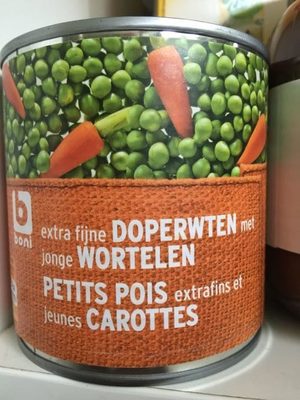 b
boni
extra fijne DOPERWTEN met
jonge WORTELEN
PETITS POIS extrafins et
jeunes CAROTTES